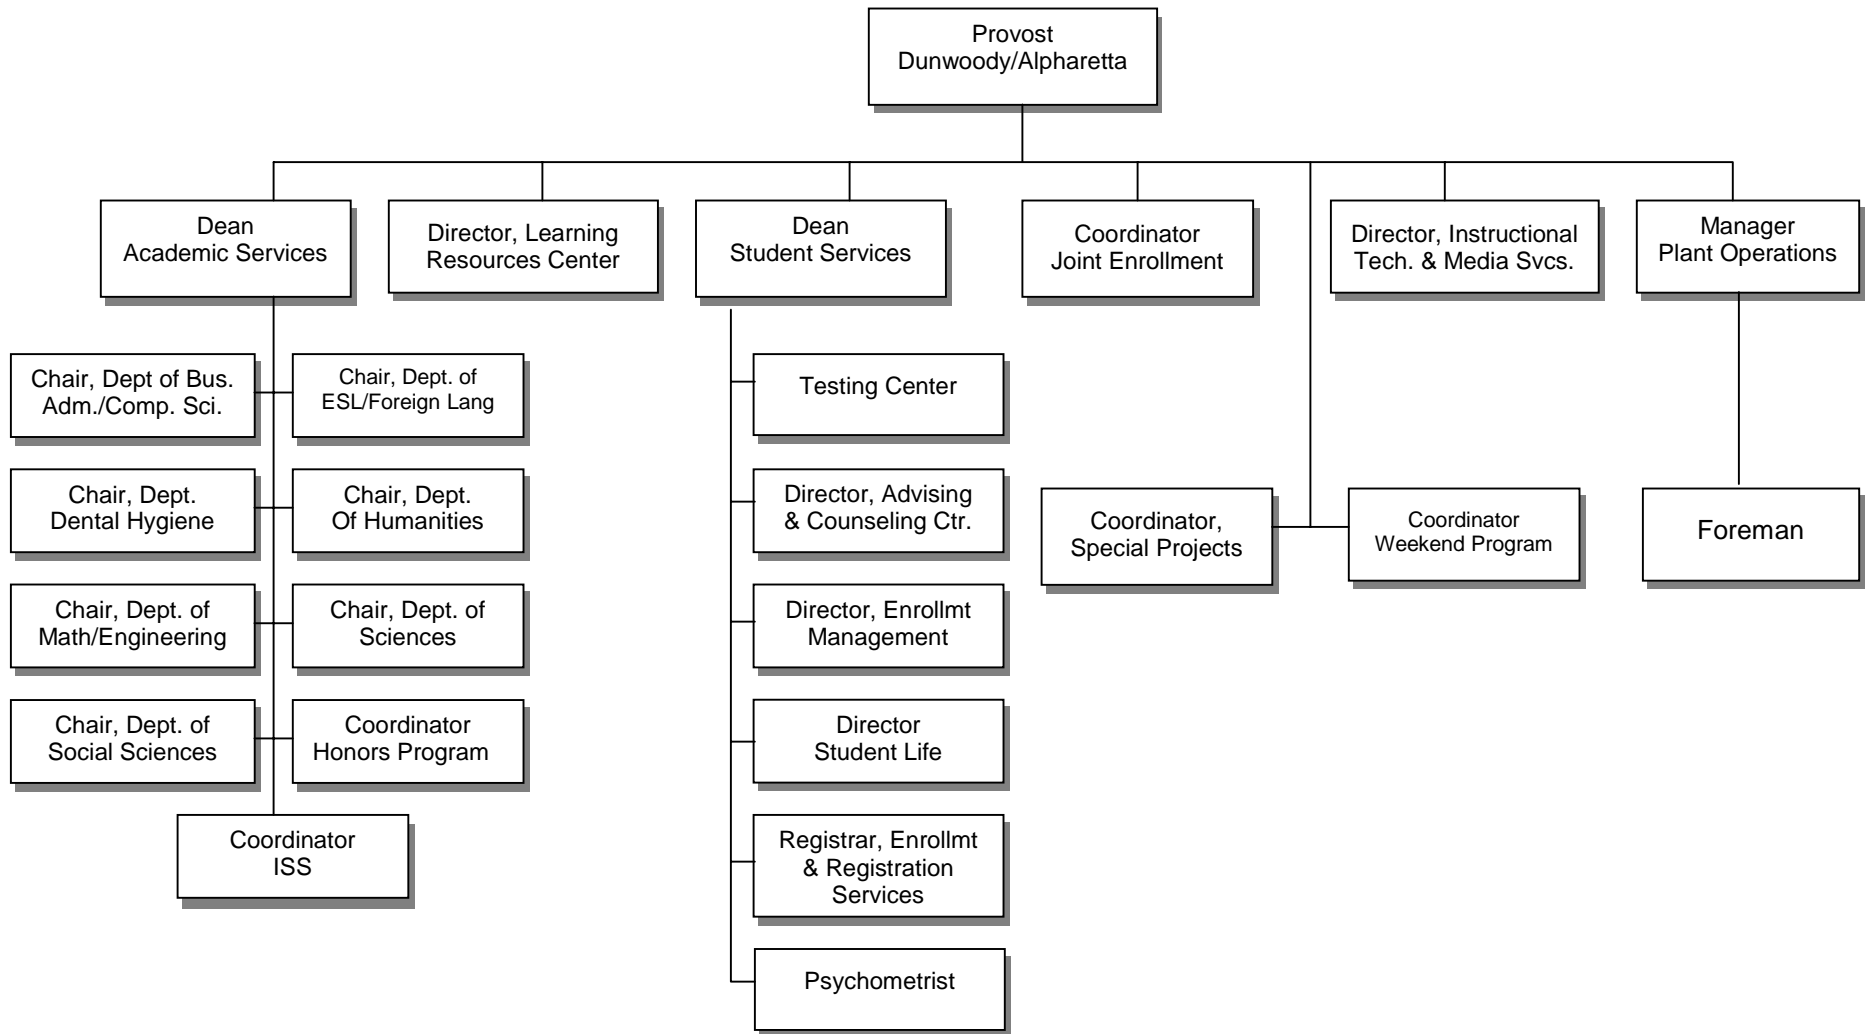 Provost
Dunwoody/Alpharetta
Dean
Academic Services
Director, Learning
Resources Center
Dean
Student Services
Coordinator
Joint Enrollment
Director, Instructional
Tech. & Media Svcs.
Manager
Plant Operations
Chair, Dept of Bus.
Adm./Comp. Sci.
Chair, Dept. of
ESL/Foreign Lang
Chair, Dept.
Dental Hygiene
Chair, Dept.
Of Humanities
Chair, Dept. of
Math/Engineering
Chair, Dept. of
Sciences
Chair, Dept. of
Social Sciences
Coordinator
Honors Program
Coordinator
ISS
Testing Center
Director, Advising
& Counseling Ctr.
Director, Enrollmt
Management
Director
Student Life
Registrar, Enrollmt
& Registration
Services
Psychometrist
Coordinator,
Special Projects
Coordinator
Weekend Program
Foreman